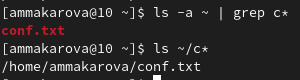 [ammakarova@10 ~]$ ls -a ~ | grep c*
conf.txt
[ammakarova@10 ~]$ ls ~/c*
/home/ammakarova/conf.txt